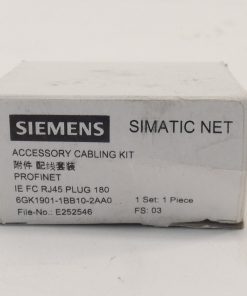 SIEMENS SIMATIC NET
ACCESSORY CABLING KIT
附件 配线套装
PROFINET
IE FC RJ45 PLUG 180
6GK1901-1BB10-2AA0 1 Set: 1 Piece
File-No.: E252546 FS: 03